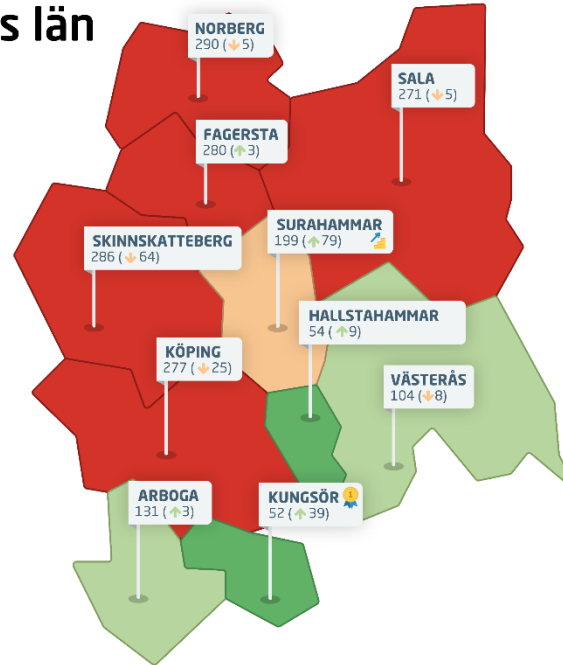 s län
NORBERG
290 (↓5)
SALA
271 (↓5)
FAGERSTA
280 (↑3)
SURAHAMMAR
199 (↑79)
SKINNSKATTEBERG
286 (↓64)
HALLSTAHAMMAR
54 (↑9)
KÖPING
277 (↓25)
VÄSTERÅS
104 (↓8)
ARBOGA
131 (↑3)
KUNGSÖR
1
52 (↑39)